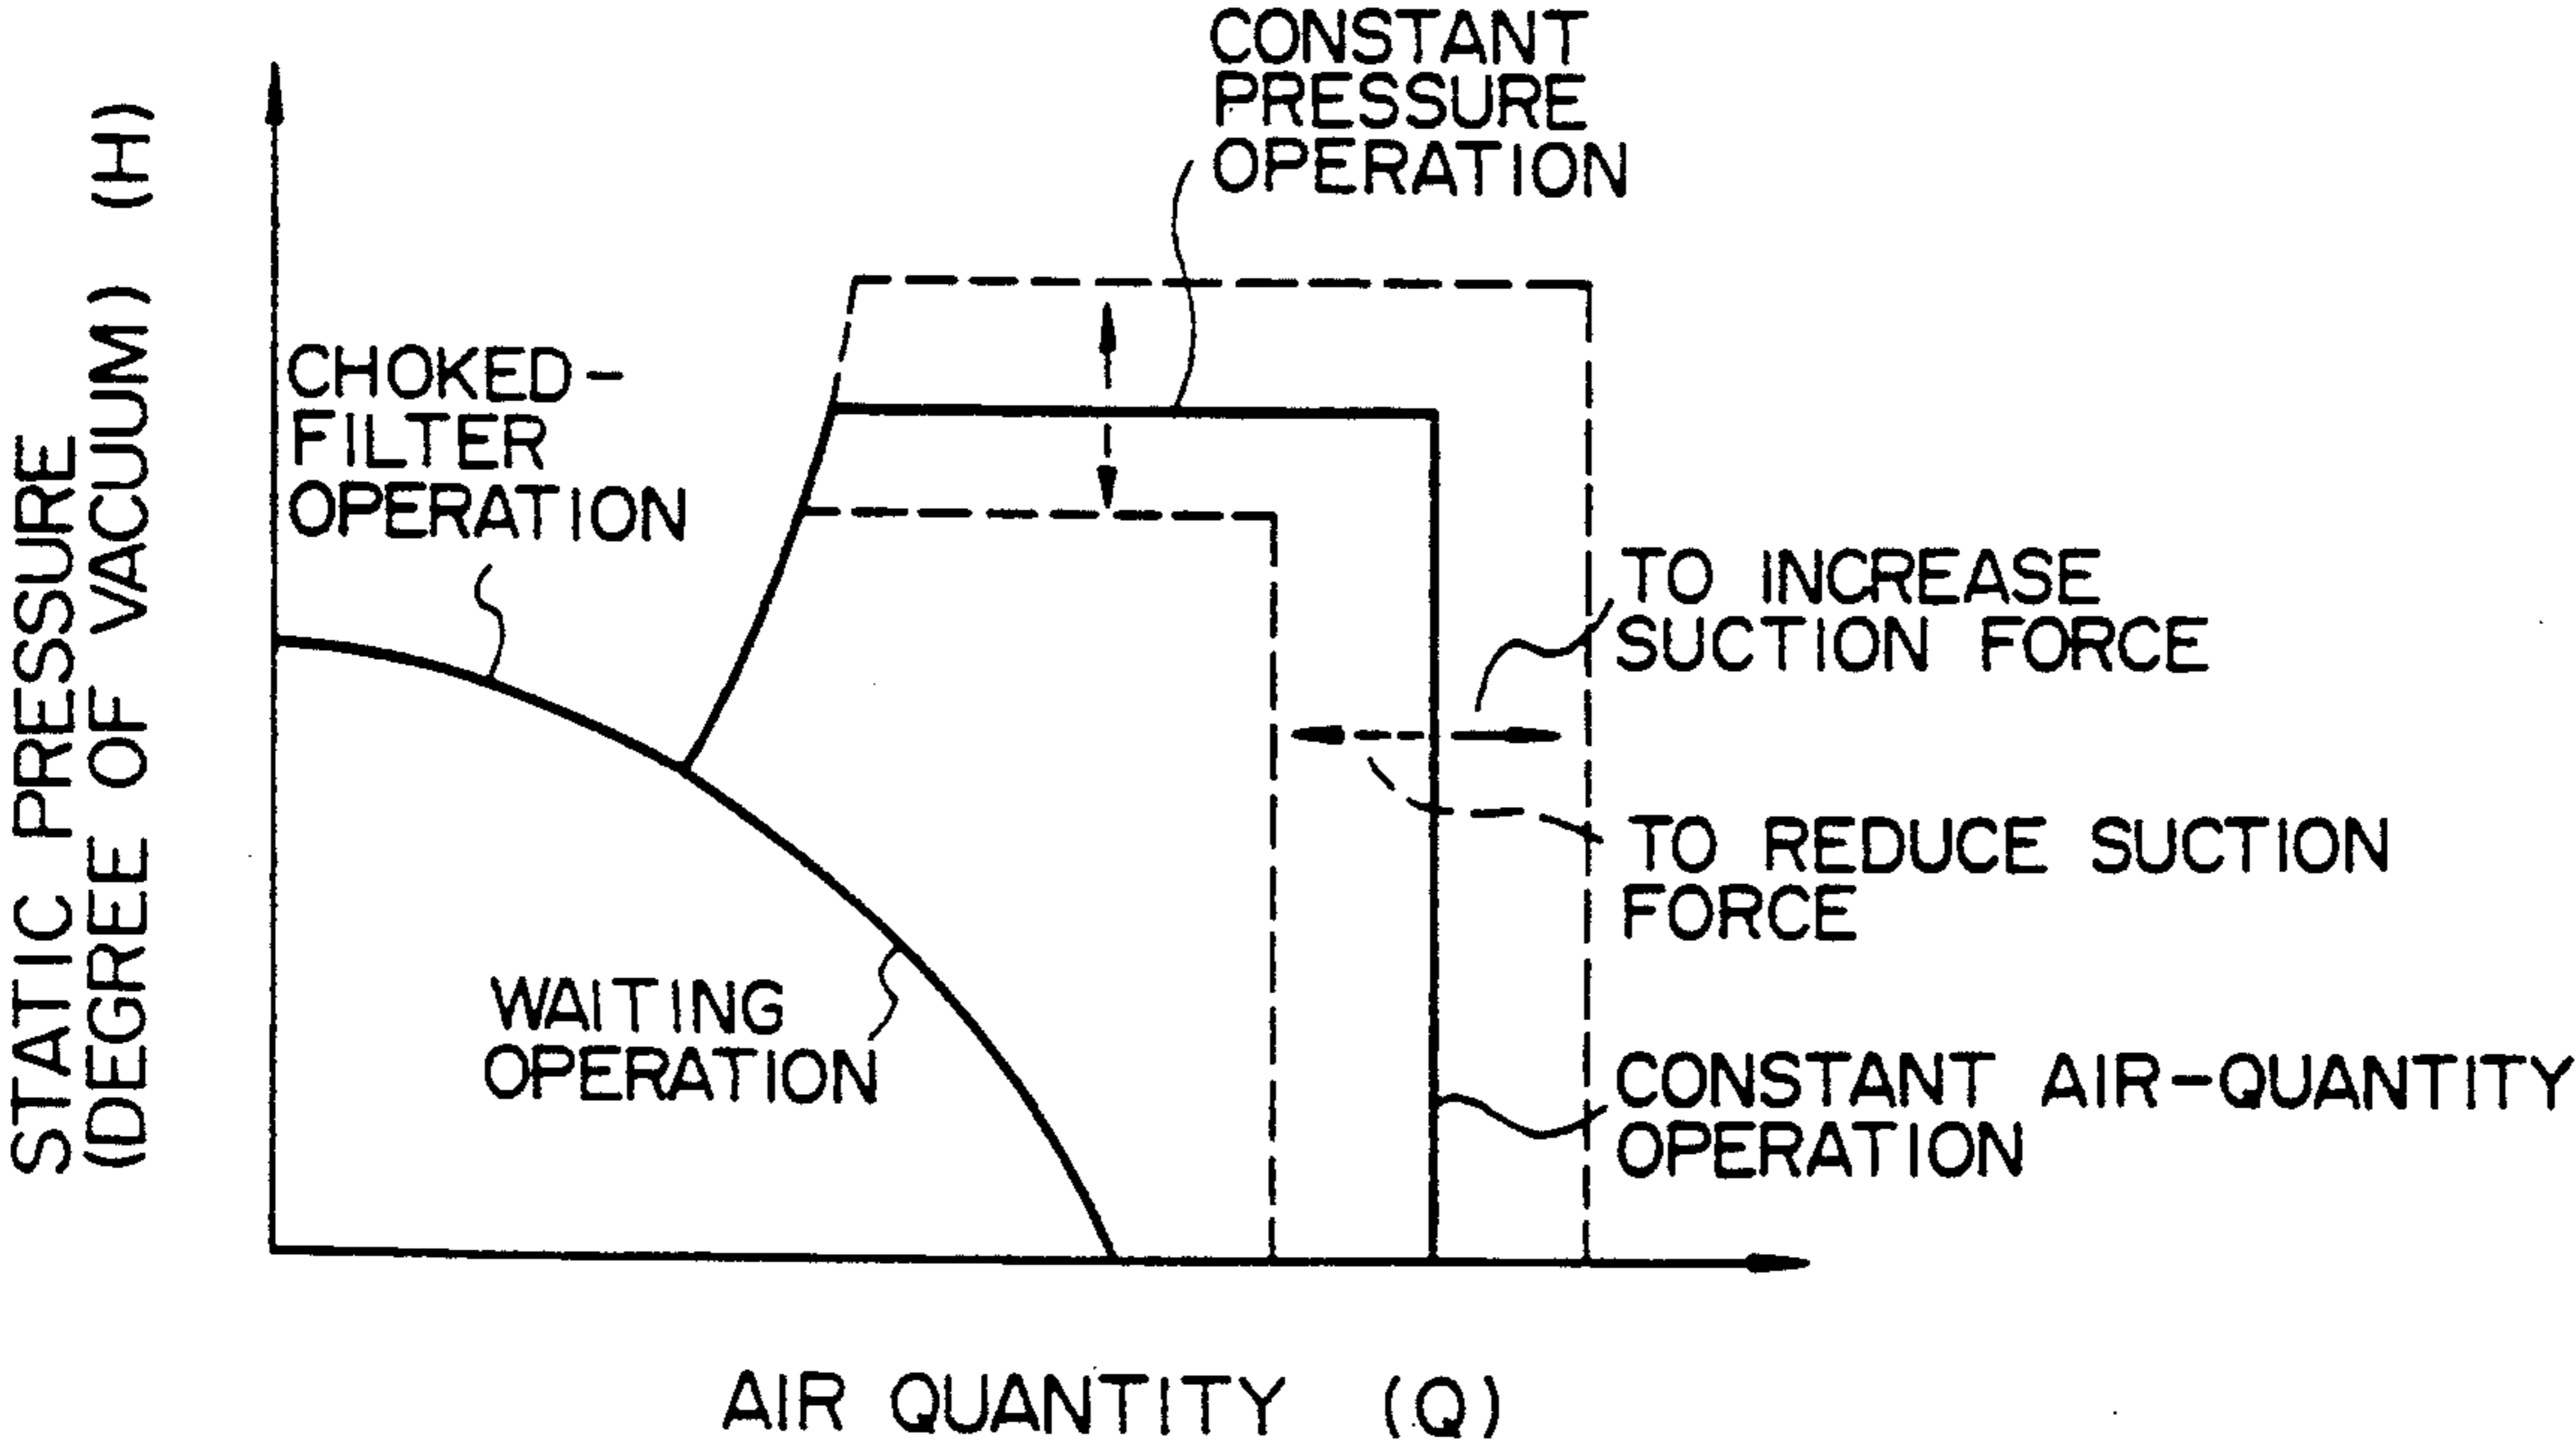 CONSTANT
PRESSURE
OPERATION
STATIC PRESSURE
(DEGREE OF VACUUM) (H)
CHOKED-
FILTER
OPERATION
TO INCREASE
SUCTION FORCE
TO REDUCE SUCTION
FORCE
WAITING
OPERATION
CONSTANT AIR-QUANTITY
OPERATION
AIR QUANTITY (Q)